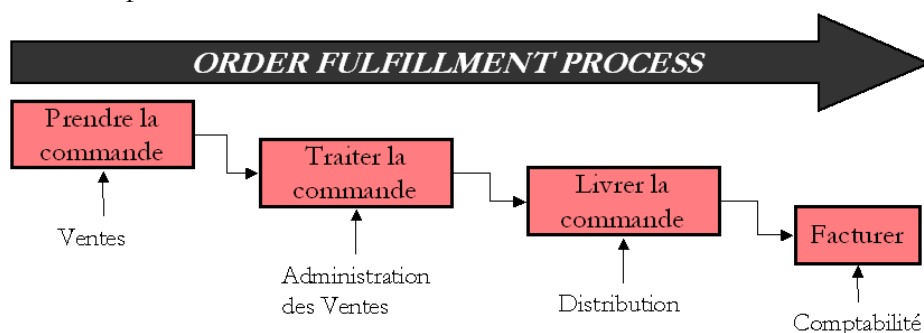 ORDER FULFILLMENT PROCESS
Prendre la
commande
Traiter la
commande
Livrer la
commande
Facturer
Ventes
Administration
des Ventes
Distribution
Comptabilité